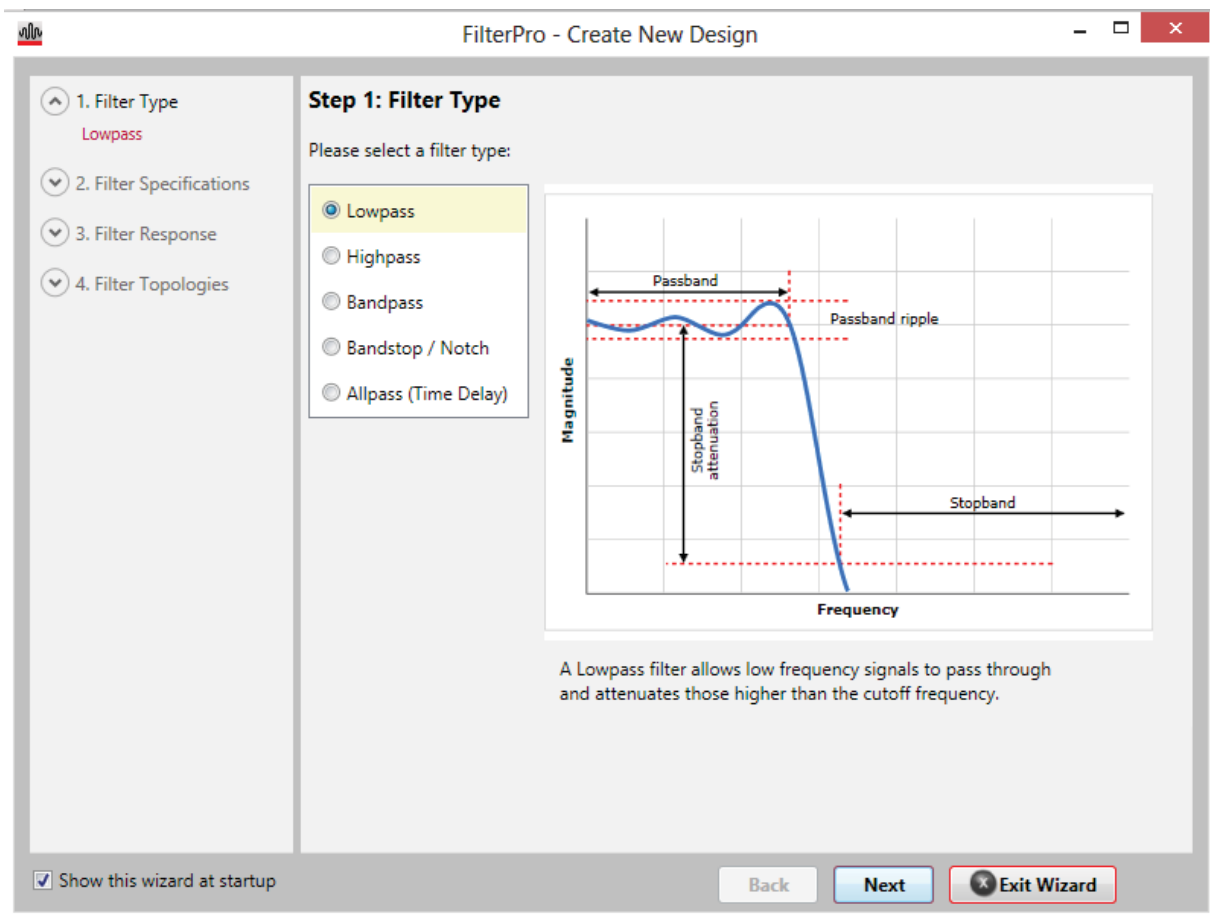 FilterPro - Create New Design
1. Filter Type
Lowpass
2. Filter Specifications
3. Filter Response
4. Filter Topologies
Step 1: Filter Type
Please select a filter type:
Lowpass
Highpass
Bandpass
Bandstop / Notch
Allpass (Time Delay)
Passband
Passband ripple
Magnitude
Stopband
attenuation
Stopband
Frequency
A Lowpass filter allows low frequency signals to pass through
and attenuates those higher than the cutoff frequency.
Show this wizard at startup
Back
Next
Exit Wizard